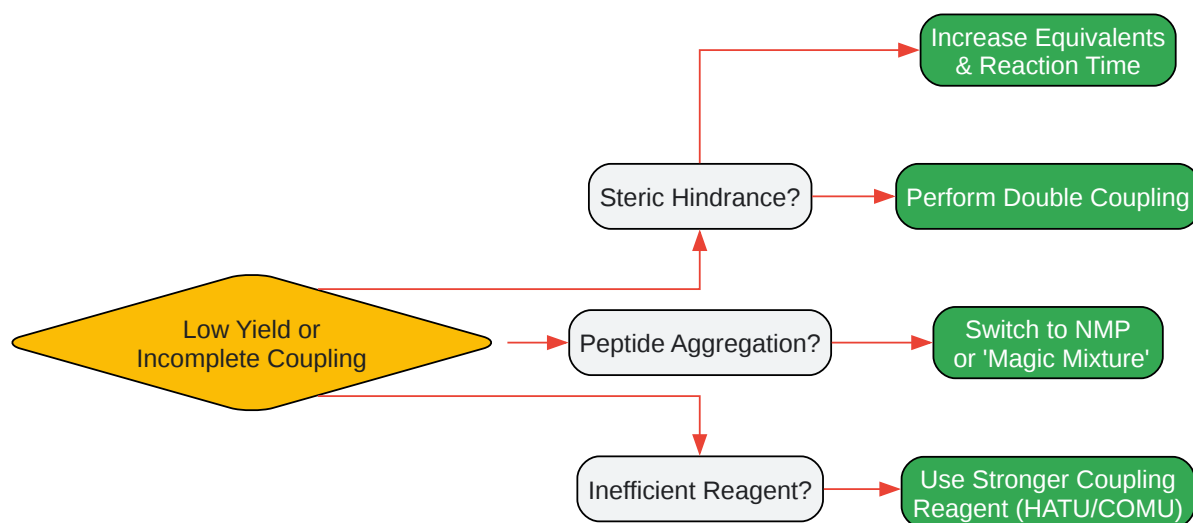 Increase Equivalents
& Reaction Time
Steric Hindrance?
Perform Double Coupling
Low Yield or
Incomplete Coupling
Peptide Aggregation?
Switch to NMP
or 'Magic Mixture'
Inefficient Reagent?
Use Stronger Coupling
Reagent (HATU/COMU)